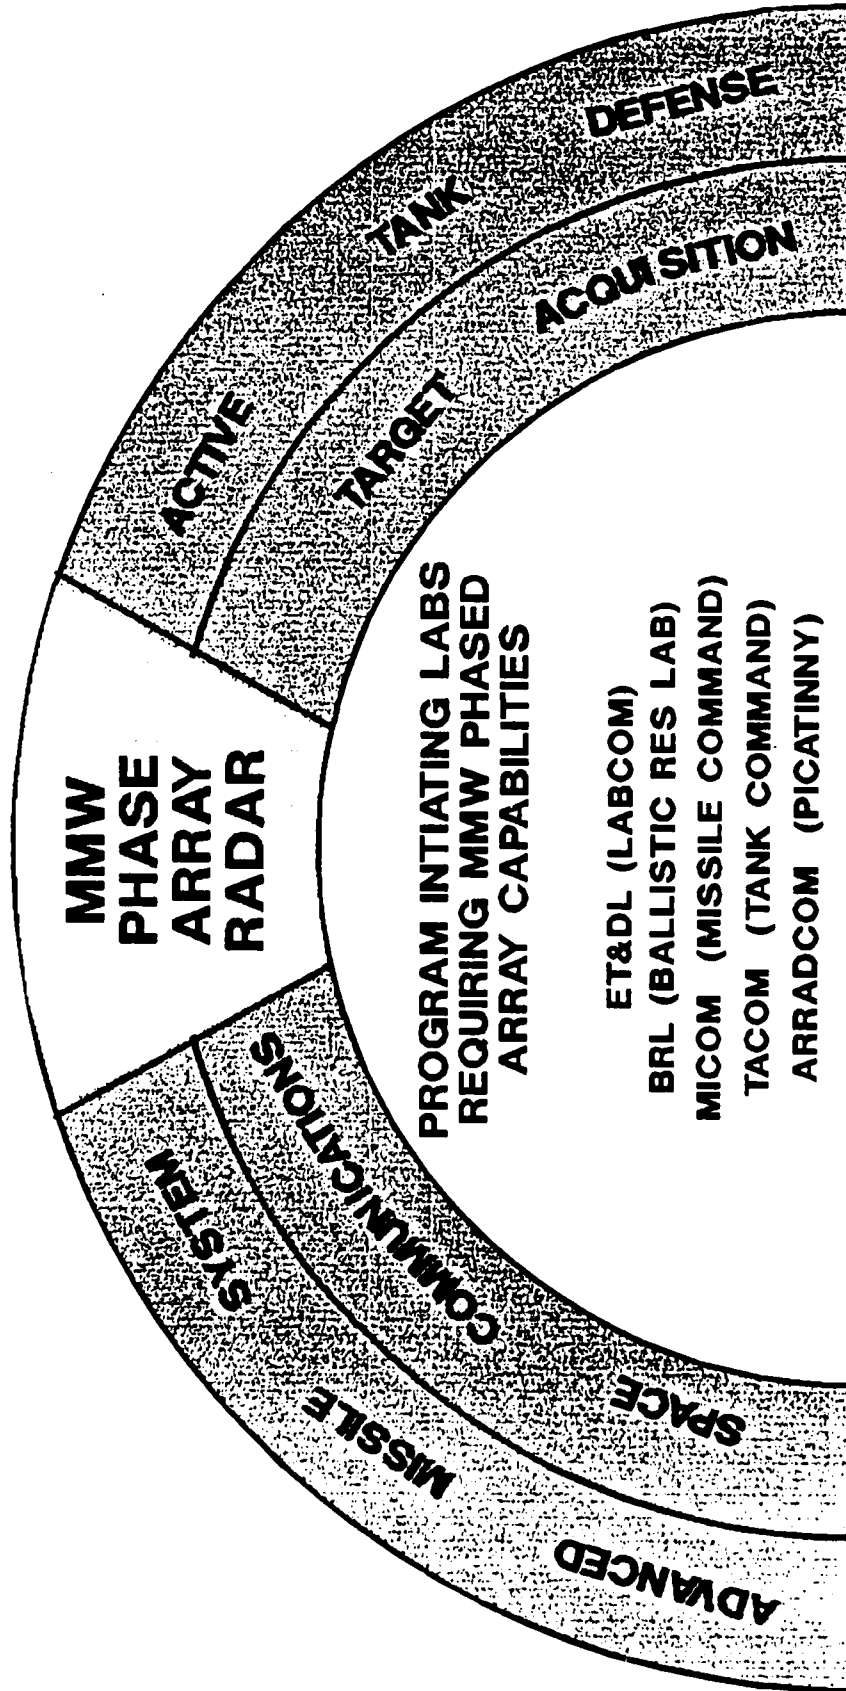 MMW
PHASE
ARRAY
RADAR
ADVANCED MISSILE SYSTEM
SPACE COMMUNICATIONS
ACTIVE TANK DEFENSE
TARGET ACQUISITION
PROGRAM INTIATING LABS
REQUIRING MMW PHASED
ARRAY CAPABILITIES
ET&DL (LABCOM)
BRL (BALLISTIC RES LAB)
MICOM (MISSILE COMMAND)
TACOM (TANK COMMAND)
ARRADCOM (PICATINNY)